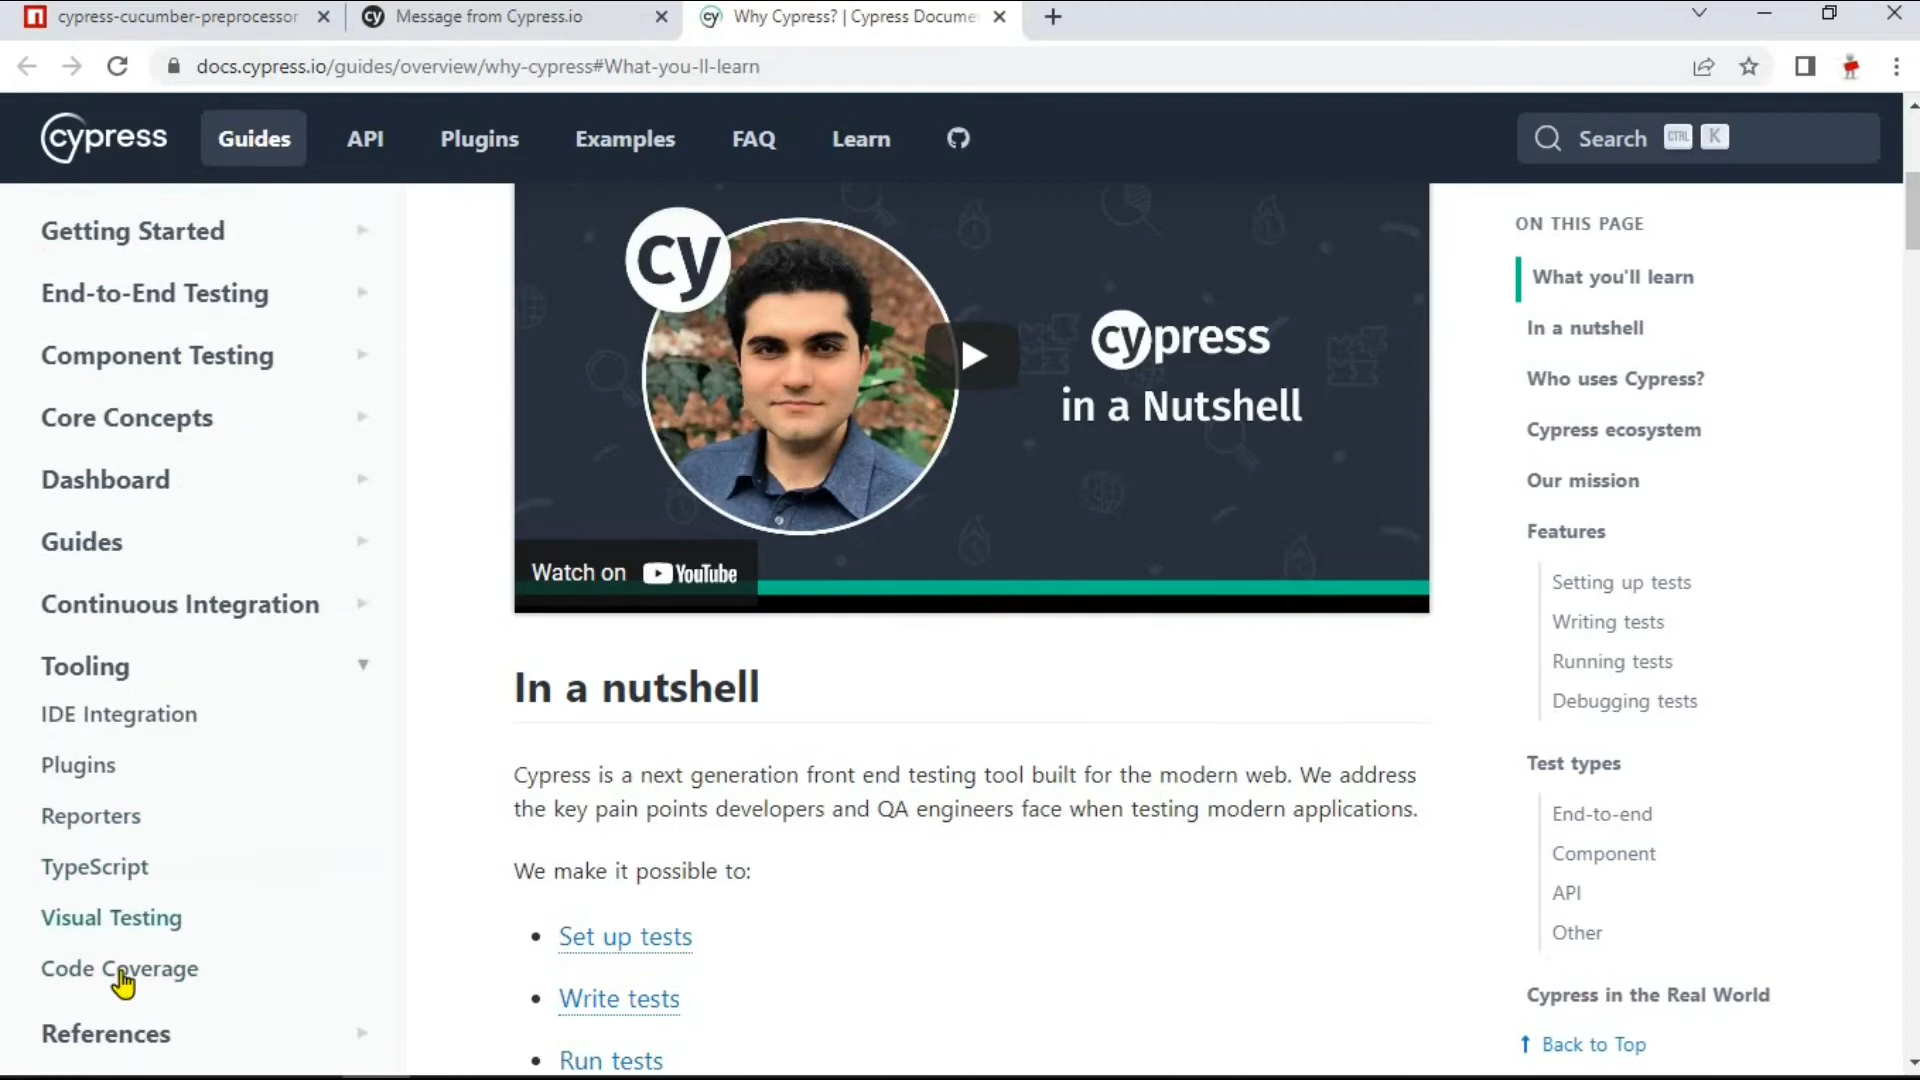 cypress-cucumber-preprocessor
Message from Cypress.io
Why Cypress? | Cypress Docume
docs.cypress.io/guides/overview/why-cypress#What-you-ll-learn
cypress
Guides
API
Plugins
Examples
FAQ
Learn
Search CTRL K
Getting Started
End-to-End Testing
Component Testing
Core Concepts
Dashboard
Guides
Continuous Integration
Tooling
IDE Integration
Plugins
Reporters
TypeScript
Visual Testing
Code Coverage
References
cy
cypress
in a Nutshell
Watch on YouTube
In a nutshell
Cypress is a next generation front end testing tool built for the modern web. We address
the key pain points developers and QA engineers face when testing modern applications.
We make it possible to:
• Set up tests
• Write tests
• Run tests
ON THIS PAGE
What you'll learn
In a nutshell
Who uses Cypress?
Cypress ecosystem
Our mission
Features
Setting up tests
Writing tests
Running tests
Debugging tests
Test types
End-to-end
Component
API
Other
Cypress in the Real World
↑ Back to Top